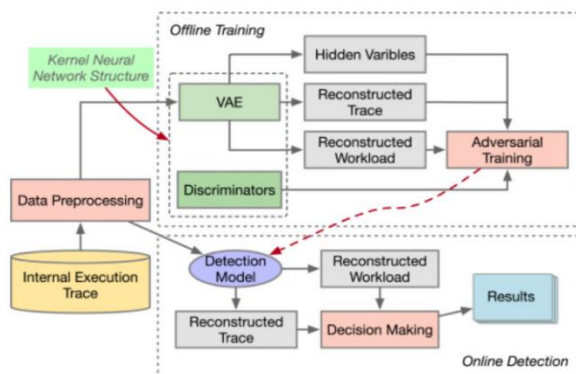 Offline Training
Kernel Neural
Network Structure
Hidden Varibles
VAE
Reconstructed
Trace
Reconstructed
Workload
Adversarial
Training
Discriminators
Data Preprocessing
Internal Execution
Trace
Detection
Model
Reconstructed
Workload
Results
Reconstructed
Trace
Decision Making
Online Detection